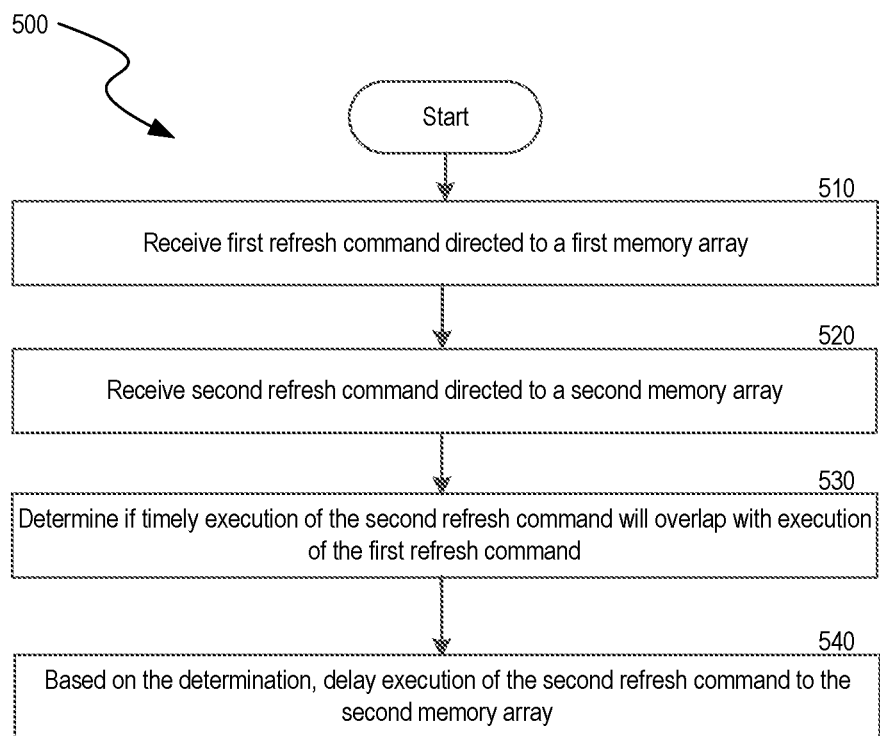 500
Start
510
Receive first refresh command directed to a first memory array
520
Receive second refresh command directed to a second memory array
530
Determine if timely execution of the second refresh command will overlap with execution
of the first refresh command
540
Based on the determination, delay execution of the second refresh command to the
second memory array